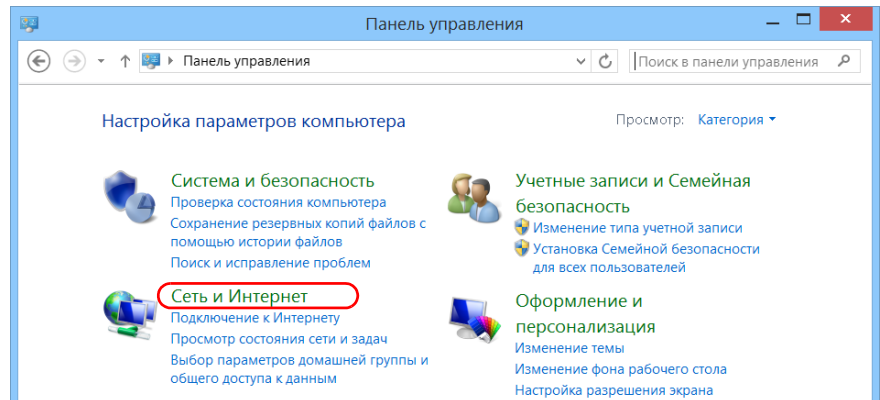 Панель управления
Панель управления
Поиск в панели управления
Настройка параметров компьютера
Просмотр: Категория
Система и безопасность
Проверка состояния компьютера
Сохранение резервных копий файлов с
помощью истории файлов
Поиск и исправление проблем
Сеть и Интернет
Подключение к Интернету
Просмотр состояния сети и задач
Выбор параметров домашней группы и
общего доступа к данным
Учетные записи и Семейная
безопасность
Изменение типа учетной записи
Установка Семейной безопасности
для всех пользователей
Оформление и
персонализация
Изменение темы
Изменение фона рабочего стола
Настройка разрешения экрана